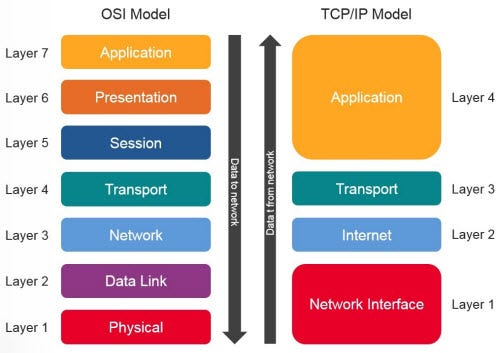 OSI Model
TCP/IP Model
Layer 7
Application
Layer 6
Presentation
Layer 5
Session
Layer 4
Transport
Layer 3
Network
Layer 2
Data Link
Layer 1
Physical
Data to network
Data t from network
Application
Layer 4
Transport
Layer 3
Internet
Layer 2
Network Interface
Layer 1